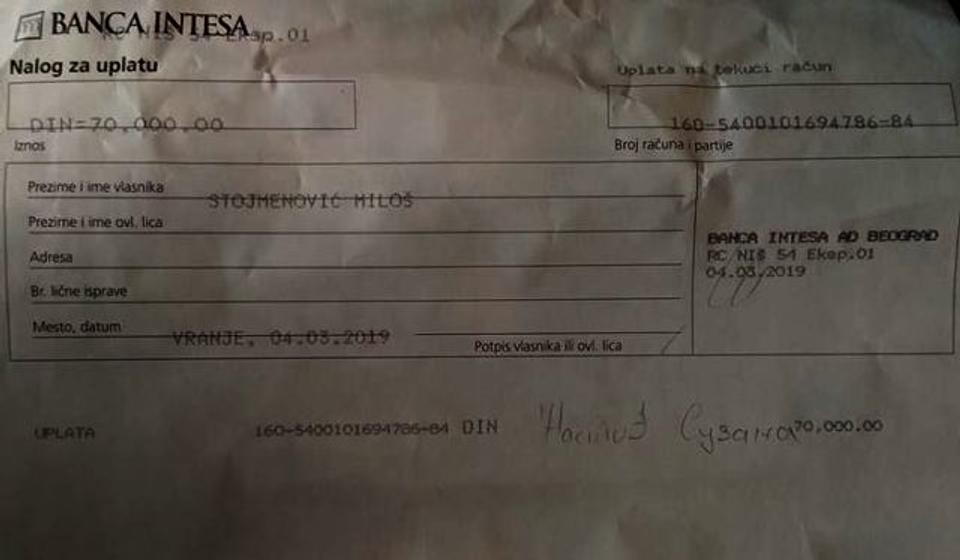 BANCA INTESA
RC NIŠ 54 Eksp.01
Nalog za uplatu
Uplata na tekući račun
DIN=70.000.00
160-5400101694786-84
Iznos
Broj računa i partije
Prezime i ime vlasnika
STOJMENOVIĆ MILOŠ
Prezime i ime ovl. lica
Adresa
BANCA INTESA AD BEOGRAD
RC/NIŠ 54 Eksp.01
04.03.2019
Br. lične isprave
Mesto, datum
VRANJE, 04.03.2019
Potpis vlasnika ili ovl. lica
UPLATA 160-5400101694786-84 DIN Сузана 70,000.00